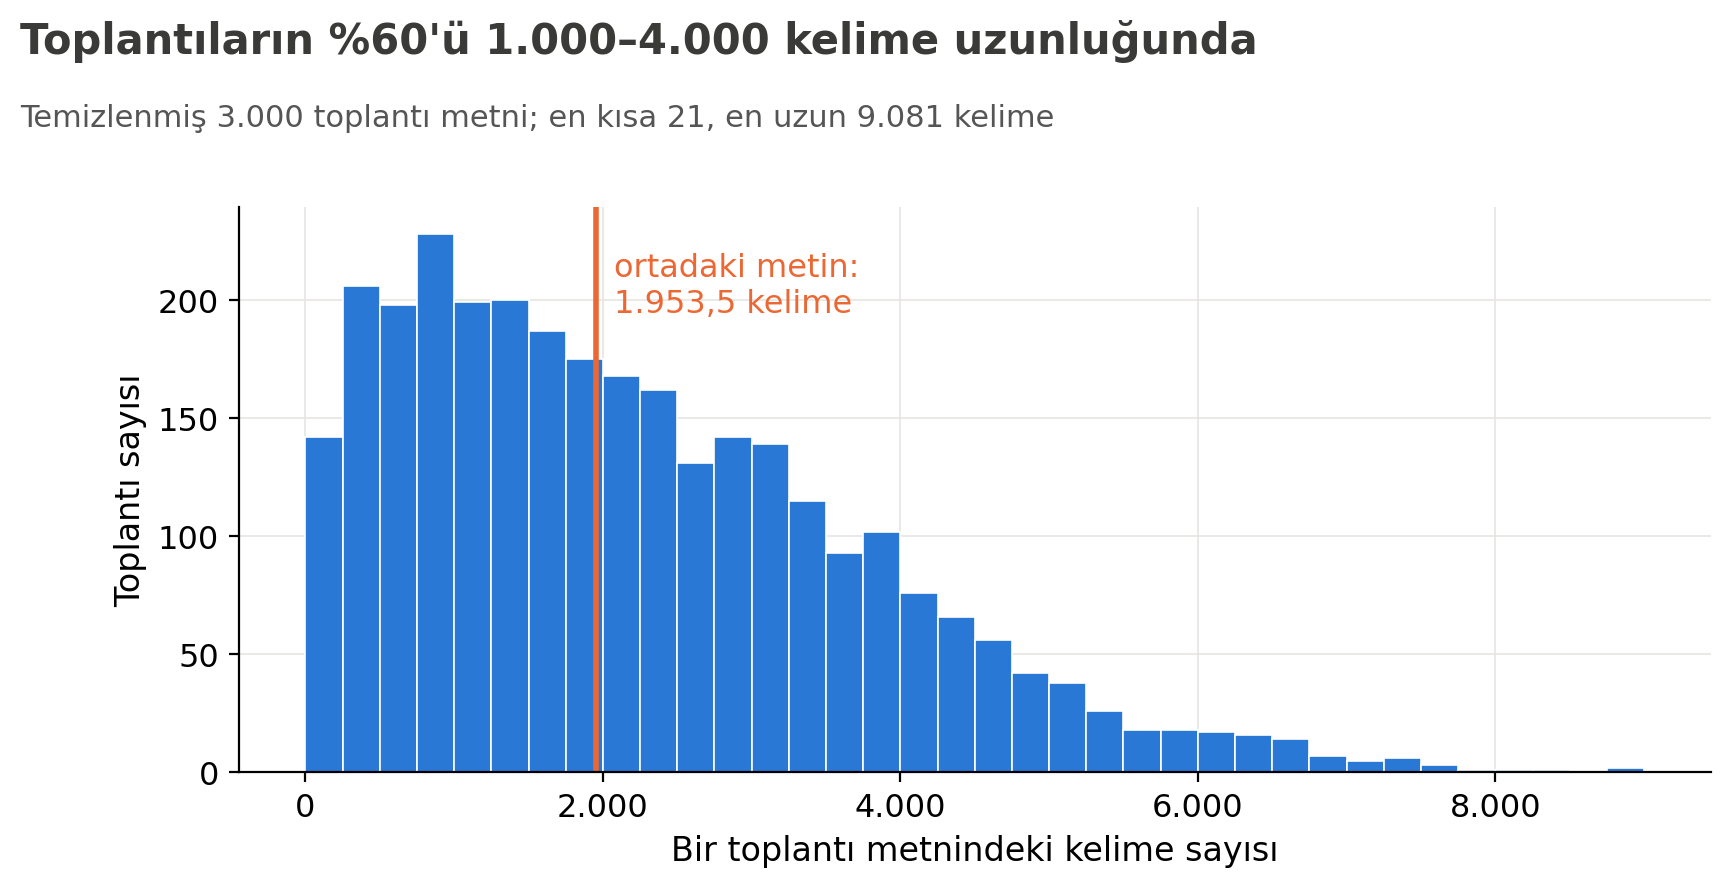 Toplantıların %60'ü 1.000–4.000 kelime uzunluğunda
Temizlenmiş 3.000 toplantı metni; en kısa 21, en uzun 9.081 kelime
ortadaki metin:
1.953,5 kelime
Toplantı sayısı
200
150
100
50
0
0
2.000
4.000
6.000
8.000
Bir toplantı metnindeki kelime sayısı